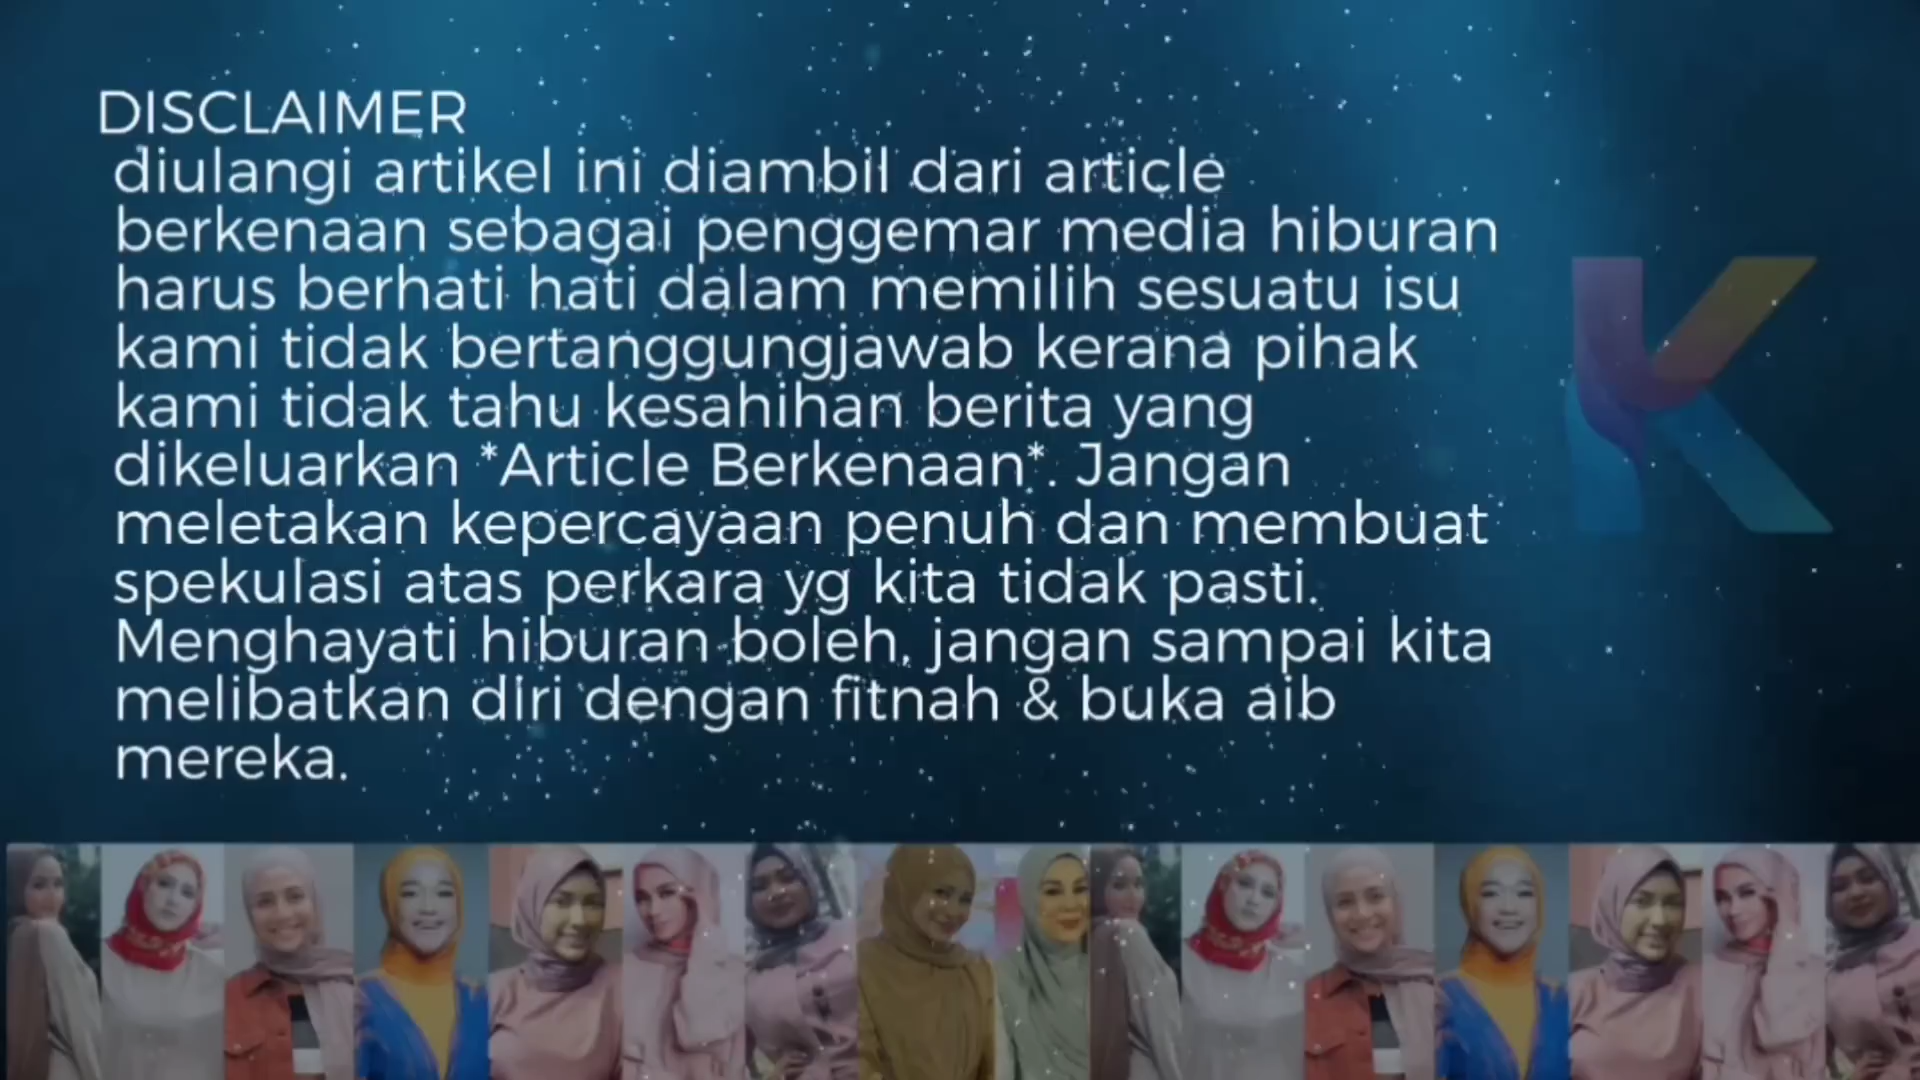 DISCLAIMER
diulangi artikel ini diambil dari article
berkenaan sebagai penggemar media hiburan
harus berhati hati dalam memilih sesuatu isu
kami tidak bertanggungjawab kerana pihak
kami tidak tahu kesahihan berita yang
dikeluarkan *Article Berkenaan*. Jangan
meletakan kepercayaan penuh dan membuat
spekulasi atas perkara yg kita tidak pasti.
Menghayati hiburan boleh, jangan sampai kita
melibatkan diri dengan fitnah & buka aib
mereka.
K